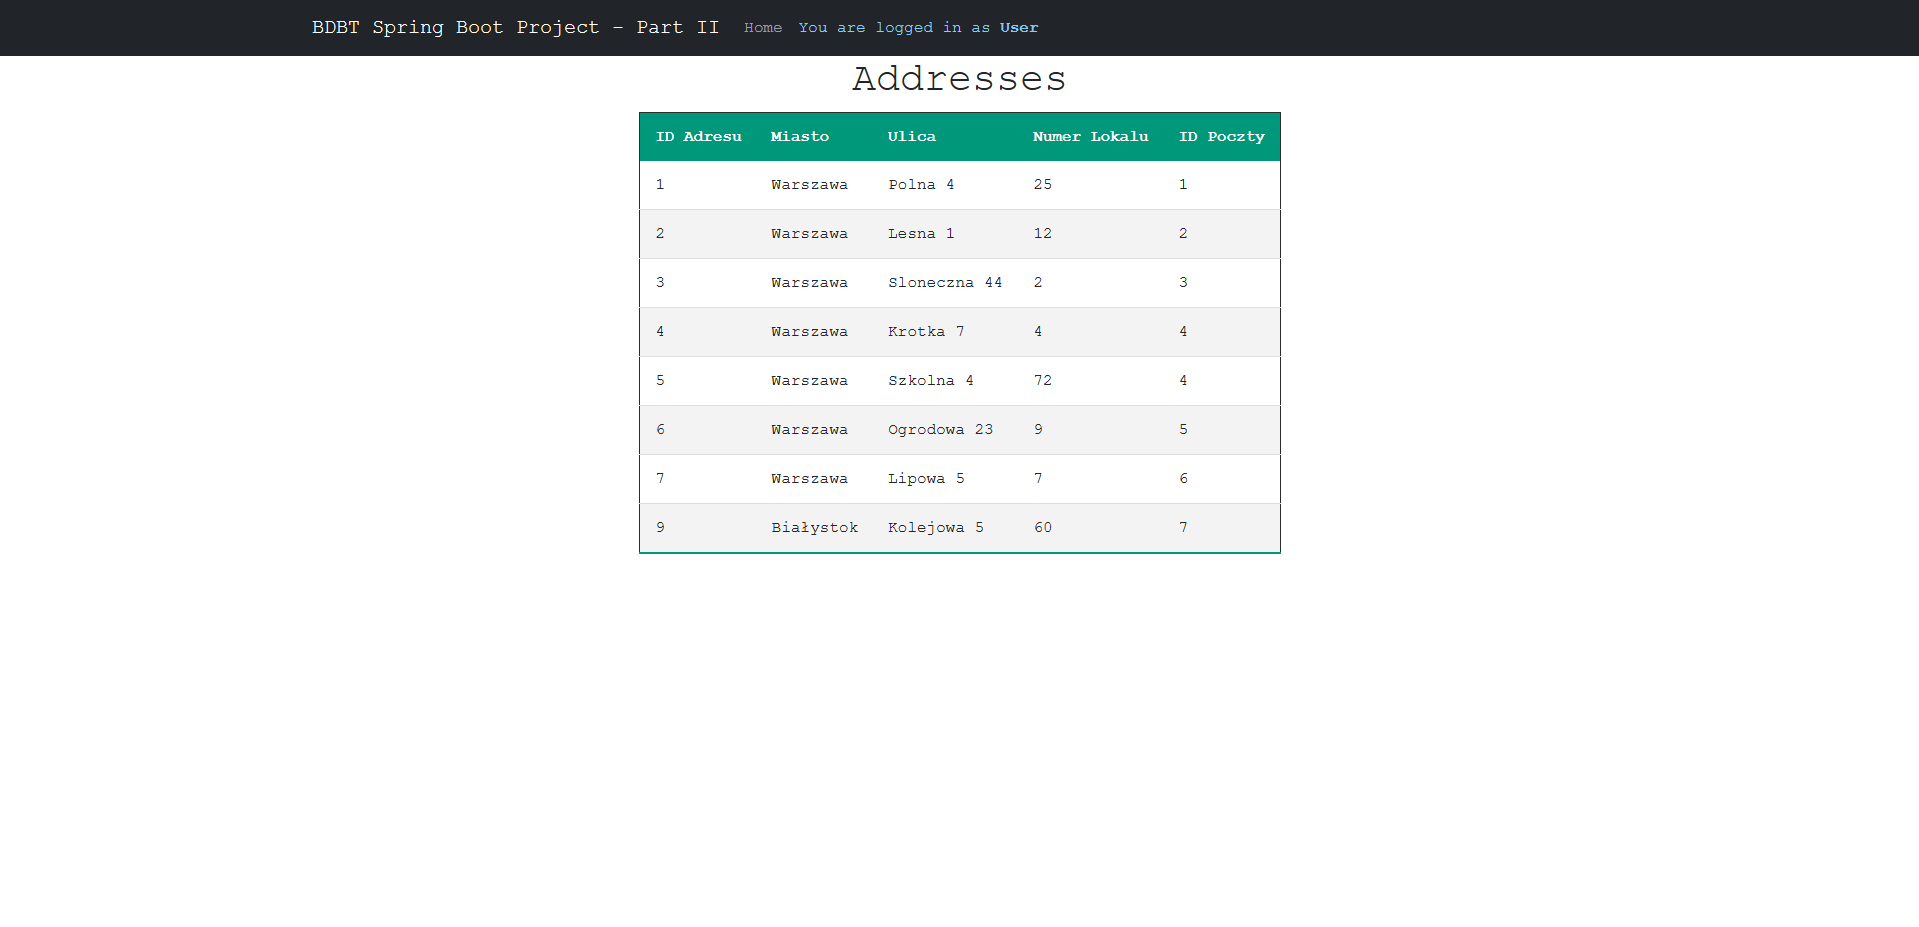 BDBT Spring Boot Project - Part II Home You are logged in as User
Addresses
ID Adresu Miasto Ulica Numer Lokalu ID Poczty
1 Warszawa Polna 4 25 1
2 Warszawa Lesna 1 12 2
3 Warszawa Sloneczna 44 2 3
4 Warszawa Krotka 7 4 4
5 Warszawa Szkolna 4 72 4
6 Warszawa Ogrodowa 23 9 5
7 Warszawa Lipowa 5 7 6
9 Białystok Kolejowa 5 60 7